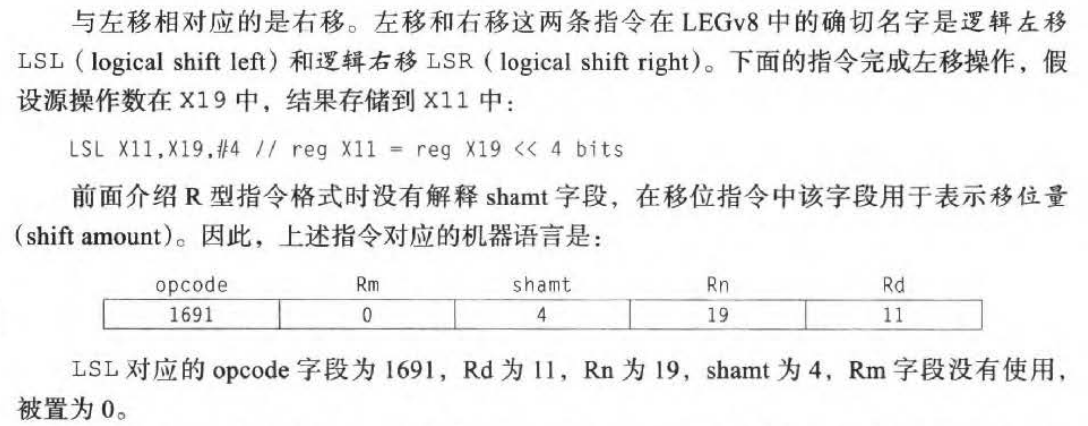 与左移相对应的是右移。左移和右移这两条指令在 LEGv8 中的确切名字是逻辑左移
LSL（logical shift left）和逻辑右移 LSR（logical shift right）。下面的指令完成左移操作，假
设源操作数在 X19 中，结果存储到 X11 中：
LSL X11,X19,#4 // reg X11 = reg X19 << 4 bits
前面介绍 R 型指令格式时没有解释 shamt 字段，在移位指令中该字段用于表示移位量
（shift amount）。因此，上述指令对应的机器语言是：
opcode Rm shamt Rn Rd
1691 0 4 19 11
LSL 对应的 opcode 字段为 1691，Rd 为 11，Rn 为 19，shamt 为 4，Rm 字段没有使用，
被置为 0。